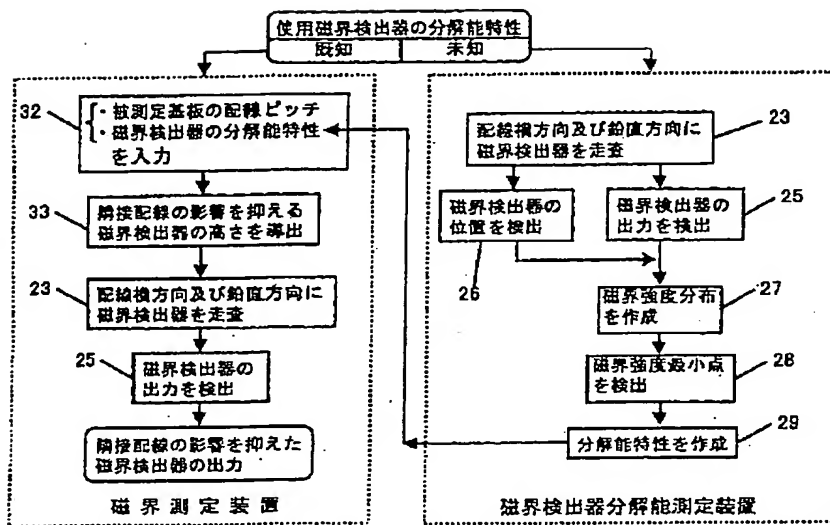 使用磁界検出器の分解能特性
既知
未知
32
・被測定基板の配線ピッチ
・磁界検出器の分解能特性
を入力
33
隣接配線の影響を抑える
磁界検出器の高さを導出
23
配線横方向及び鉛直方向に
磁界検出器を走査
25
磁界検出器の
出力を検出
隣接配線の影響を抑えた
磁界検出器の出力
磁界測定装置
配線横方向及び鉛直方向に
磁界検出器を走査
23
磁界検出器の
位置を検出
26
磁界検出器の
出力を検出
25
磁界強度分布
を作成
27
磁界強度最小点
を検出
28
分解能特性を作成
29
磁界検出器分解能測定装置